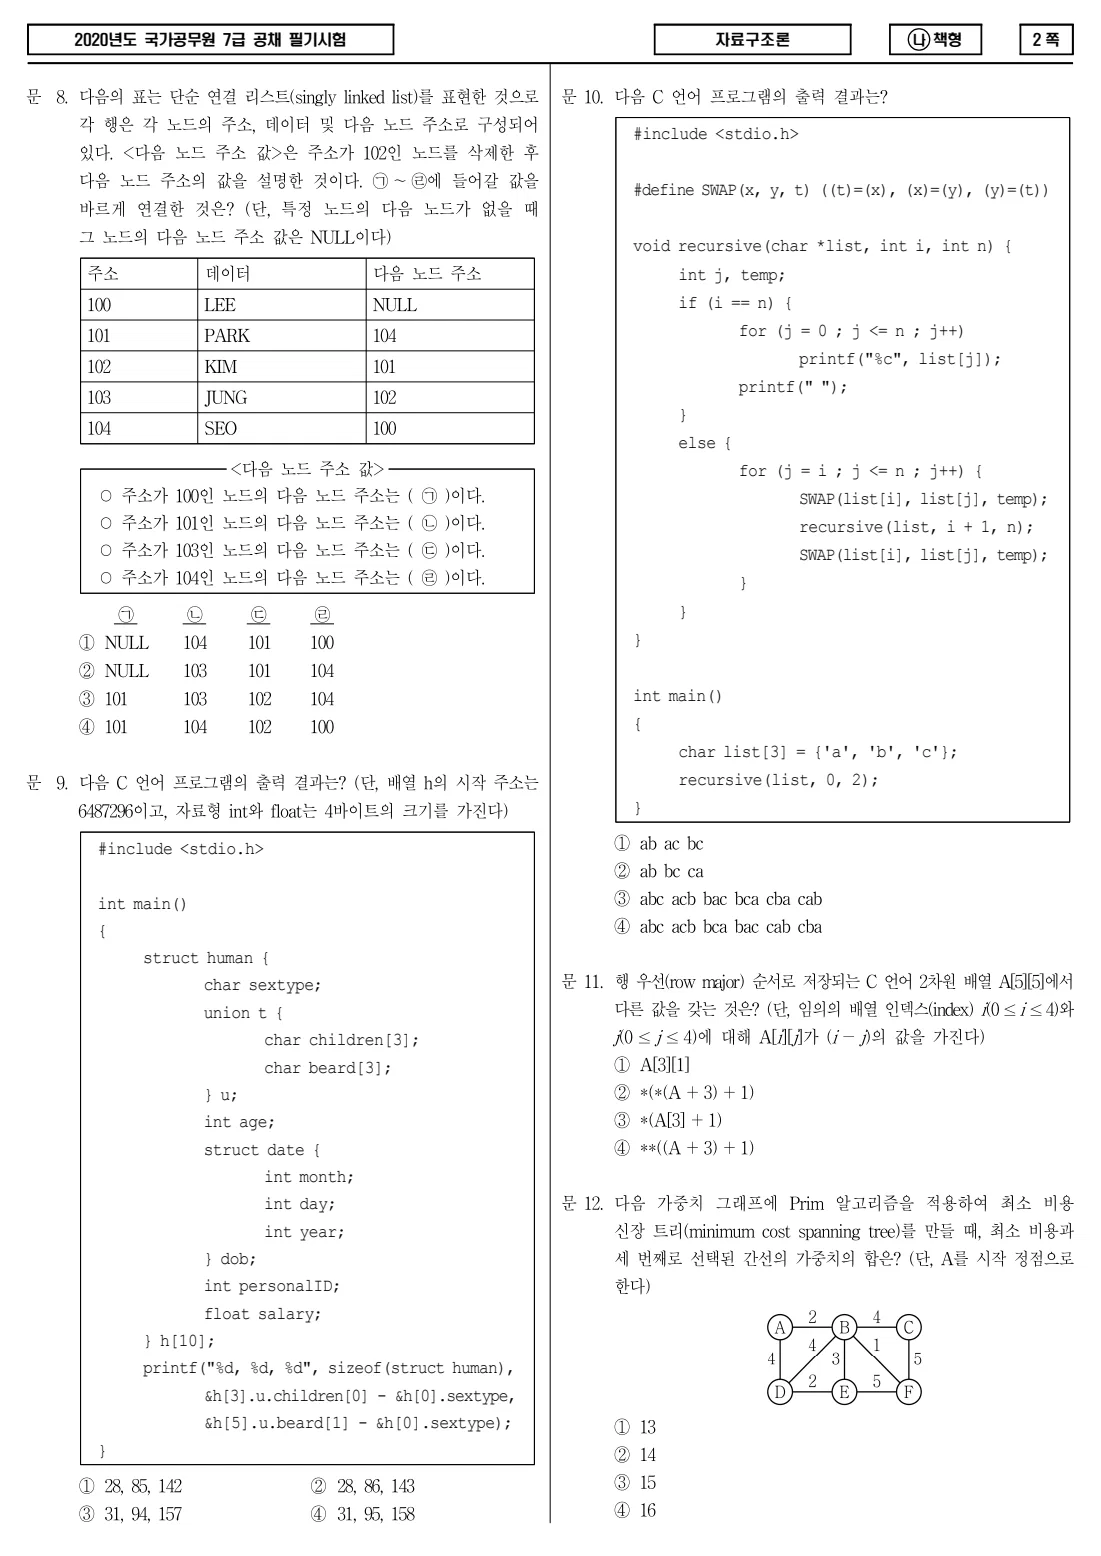 2020년도 국가공무원 7급 공채 필기시험
자료구조론
㉯ 책형
2 쪽
문 8. 다음의 표는 단순 연결 리스트(singly linked list)를 표현한 것으로
각 행은 각 노드의 주소, 데이터 및 다음 노드 주소로 구성되어
있다. <다음 노드 주소 값>은 주소가 102인 노드를 삭제한 후
다음 노드 주소의 값을 설명한 것이다. ㉠ ~ ㉣에 들어갈 값을
바르게 연결한 것은? (단, 특정 노드의 다음 노드가 없을 때
그 노드의 다음 노드 주소 값은 NULL이다)
주소 데이터 다음 노드 주소
100 LEE NULL
101 PARK 104
102 KIM 101
103 JUNG 102
104 SEO 100
<다음 노드 주소 값>
○ 주소가 100인 노드의 다음 노드 주소는 ( ㉠ )이다.
○ 주소가 101인 노드의 다음 노드 주소는 ( ㉡ )이다.
○ 주소가 103인 노드의 다음 노드 주소는 ( ㉢ )이다.
○ 주소가 104인 노드의 다음 노드 주소는 ( ㉣ )이다.
㉠ ㉡ ㉢ ㉣
① NULL 104 101 100
② NULL 103 101 104
③ 101 103 102 104
④ 101 104 102 100
문 9. 다음 C 언어 프로그램의 출력 결과는? (단, 배열 h의 시작 주소는
6487296이고, 자료형 int와 float는 4바이트의 크기를 가진다)
#include <stdio.h>
int main()
{
struct human {
char sextype;
union t {
char children[3];
char beard[3];
} u;
int age;
struct date {
int month;
int day;
int year;
} dob;
int personalID;
float salary;
} h[10];
printf("%d, %d, %d", sizeof(struct human),
&h[3].u.children[0] - &h[0].sextype,
&h[5].u.beard[1] - &h[0].sextype);
}
① 28, 85, 142 ② 28, 86, 143
③ 31, 94, 157 ④ 31, 95, 158
문 10. 다음 C 언어 프로그램의 출력 결과는?
#include <stdio.h>
#define SWAP(x, y, t) ((t)=(x), (x)=(y), (y)=(t))
void recursive(char *list, int i, int n) {
int j, temp;
if (i == n) {
for (j = 0 ; j <= n ; j++)
printf("%c", list[j]);
printf(" ");
}
else {
for (j = i ; j <= n ; j++) {
SWAP(list[i], list[j], temp);
recursive(list, i + 1, n);
SWAP(list[i], list[j], temp);
}
}
}
int main()
{
char list[3] = {'a', 'b', 'c'};
recursive(list, 0, 2);
}
① ab ac bc
② ab bc ca
③ abc acb bac bca cba cab
④ abc acb bca bac cab cba
문 11. 행 우선(row major) 순서로 저장되는 C 언어 2차원 배열 A[5][5]에서
다른 값을 갖는 것은? (단, 임의의 배열 인덱스(index) i(0 ≤ i ≤ 4)와
j(0 ≤ j ≤ 4)에 대해 A[i][j]가 (i − j)의 값을 가진다)
① A[3][1]
② *(*(A + 3) + 1)
③ *(A[3] + 1)
④ **((A + 3) + 1)
문 12. 다음 가중치 그래프에 Prim 알고리즘을 적용하여 최소 비용
신장 트리(minimum cost spanning tree)를 만들 때, 최소 비용과
세 번째로 선택된 간선의 가중치의 합은? (단, A를 시작 정점으로
한다)
A 2 B 4 C
4 4 3 1 5
D 2 E 5 F
① 13
② 14
③ 15
④ 16